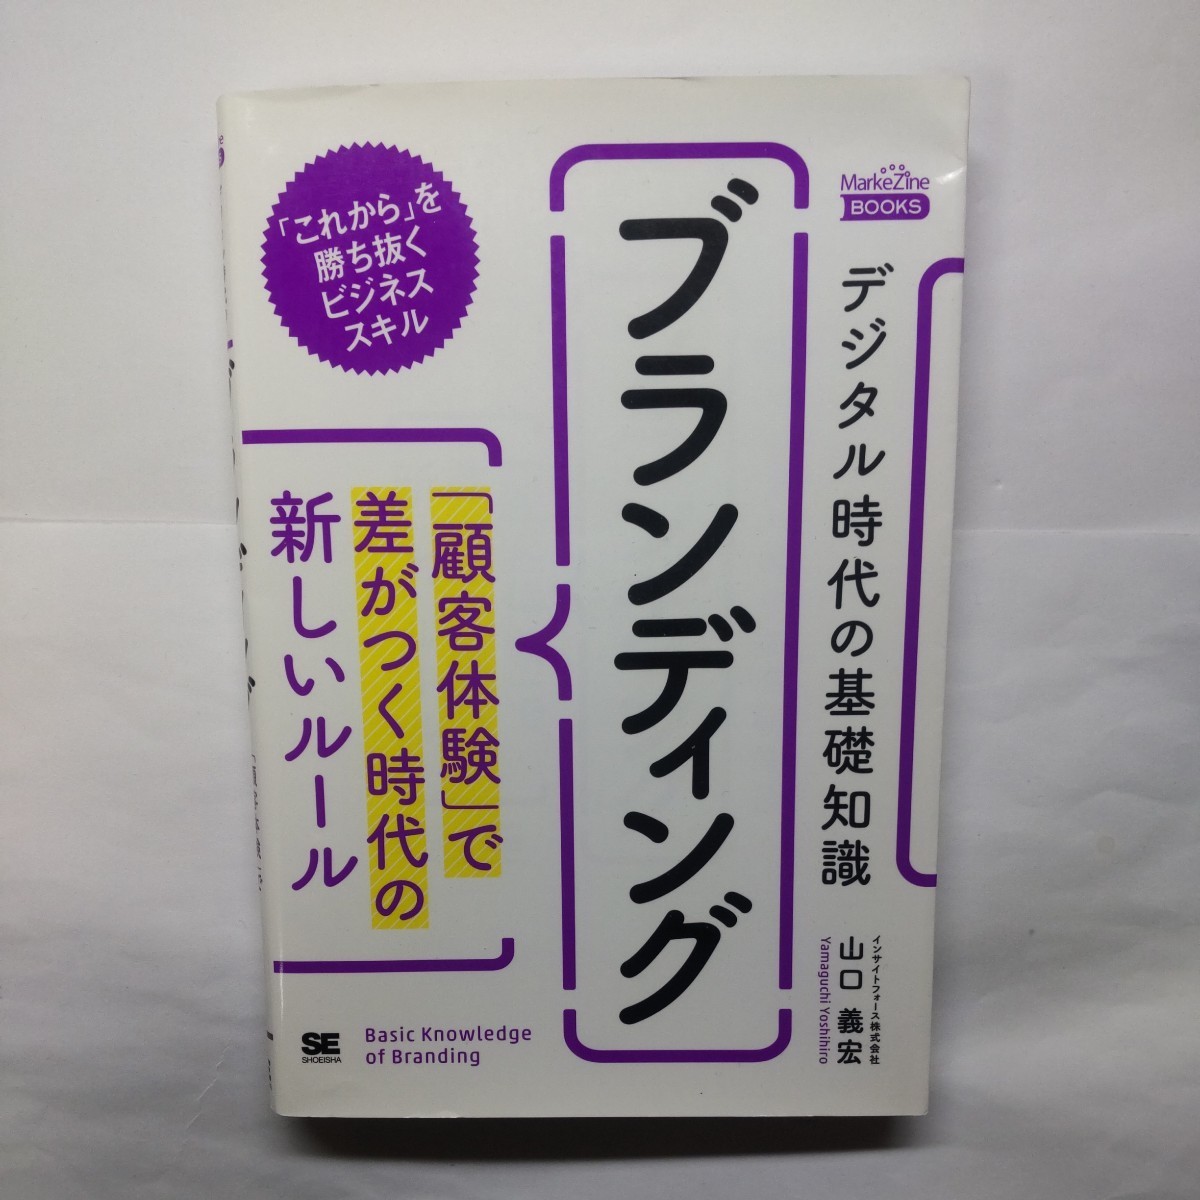 MarkeZine
BOOKS
デジタル時代の基礎知識
ブランディング
「これから」を
勝ち抜く
ビジネス
スキル
「顧客体験」で
差がつく時代の
新しいルール
インサイトフォース株式会社
山口 義宏
Yamaguchi Yoshihiro
SE
SHOEISHA
Basic Knowledge
of Branding